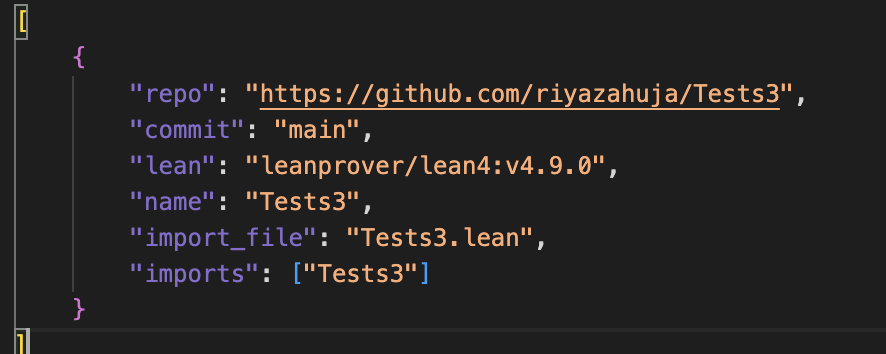 [
{
"repo": "https://github.com/riyazahuja/Tests3",
"commit": "main",
"lean": "leanprover/lean4:v4.9.0",
"name": "Tests3",
"import_file": "Tests3.lean",
"imports": ["Tests3"]
}
]